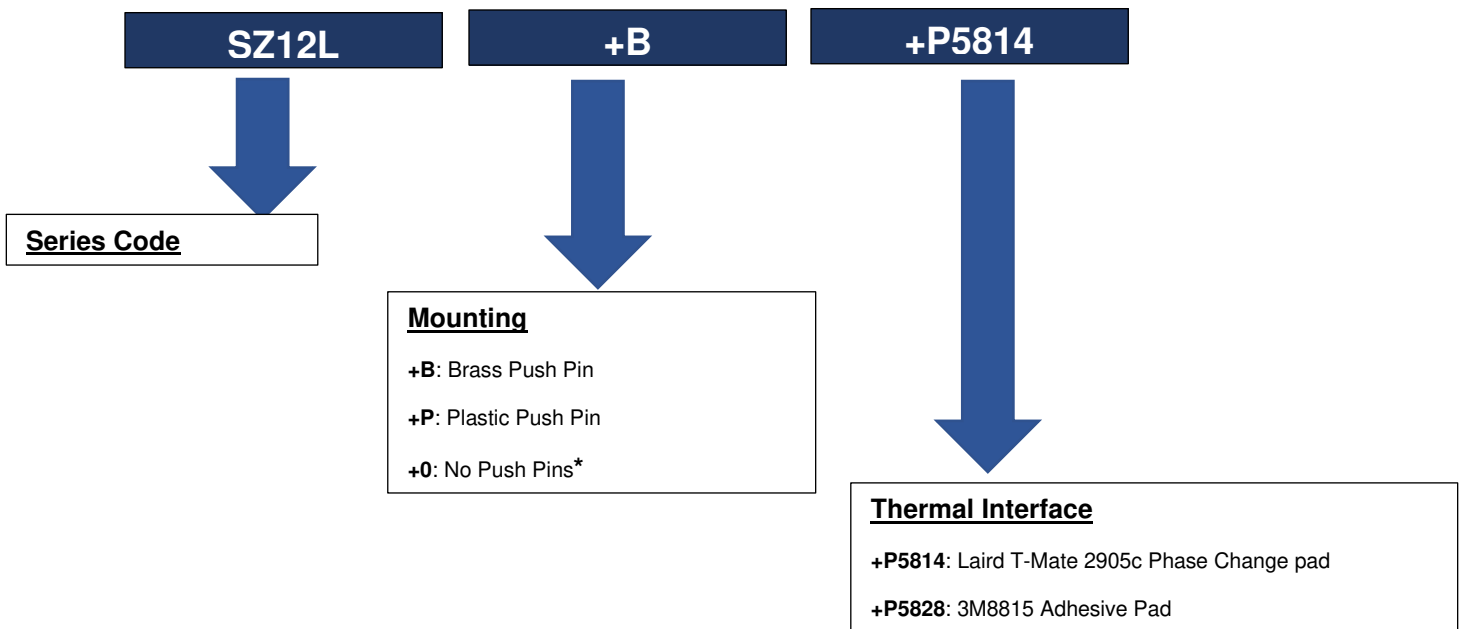 SZ12L +B +P5814
Series Code
Mounting
+B: Brass Push Pin
+P: Plastic Push Pin
+0: No Push Pins*
Thermal Interface
+P5814: Laird T-Mate 2905c Phase Change pad
+P5828: 3M8815 Adhesive Pad